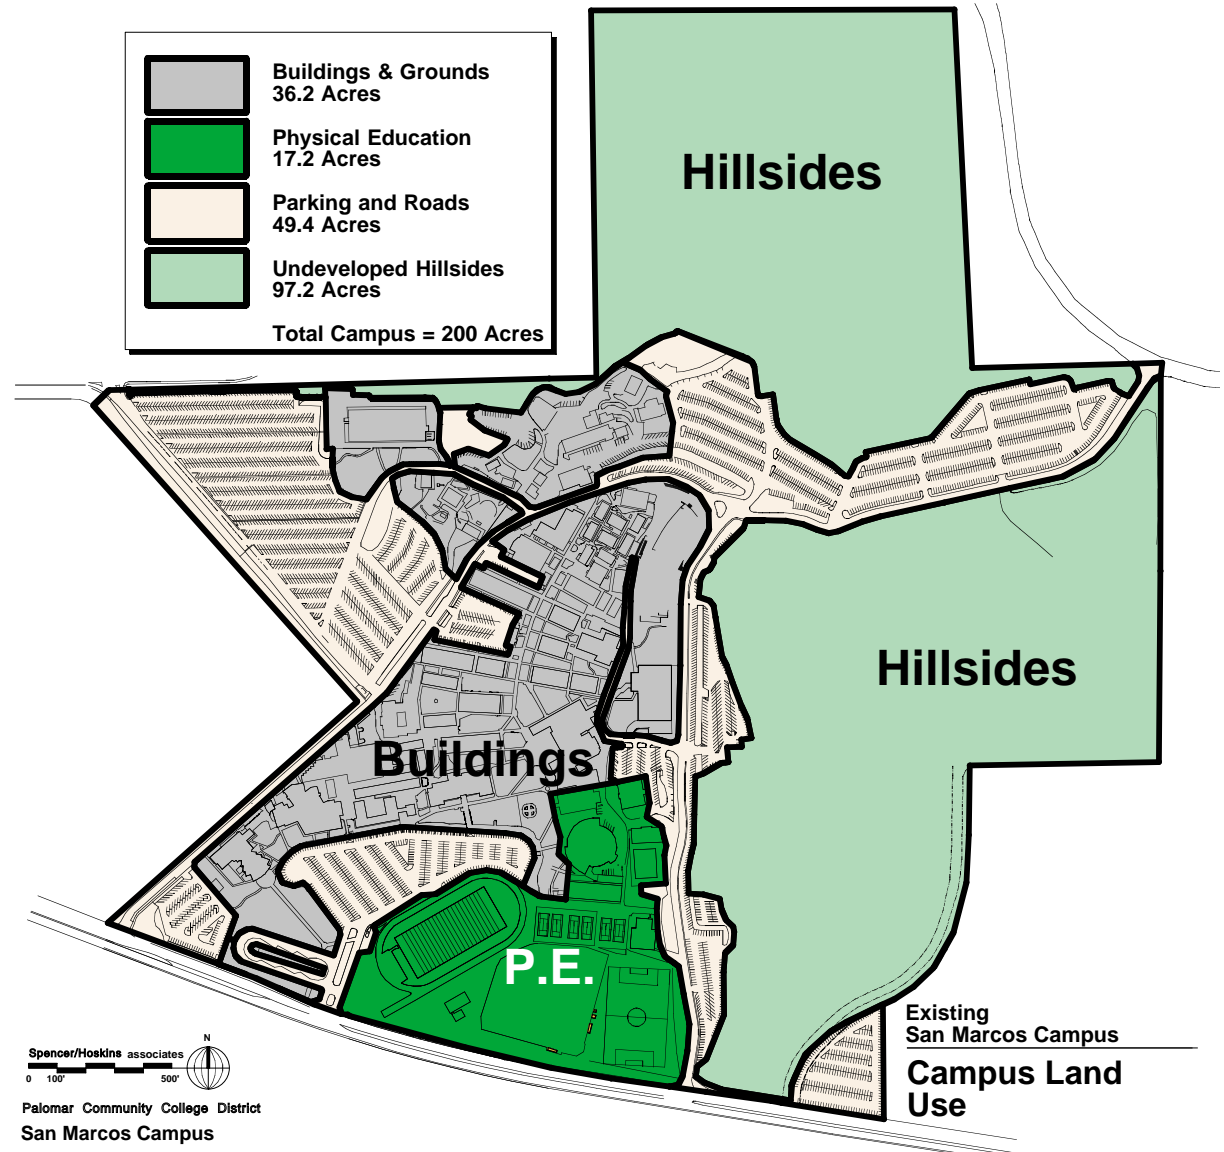 Buildings & Grounds
36.2 Acres
Physical Education
17.2 Acres
Parking and Roads
49.4 Acres
Undeveloped Hillsides
97.2 Acres
Total Campus = 200 Acres
Hillsides
Hillsides
Buildings
P.E.
Existing
San Marcos Campus
Campus Land
Use
N
Spencer/Hoskins associates
0 100' 500'
Palomar Community College District
San Marcos Campus